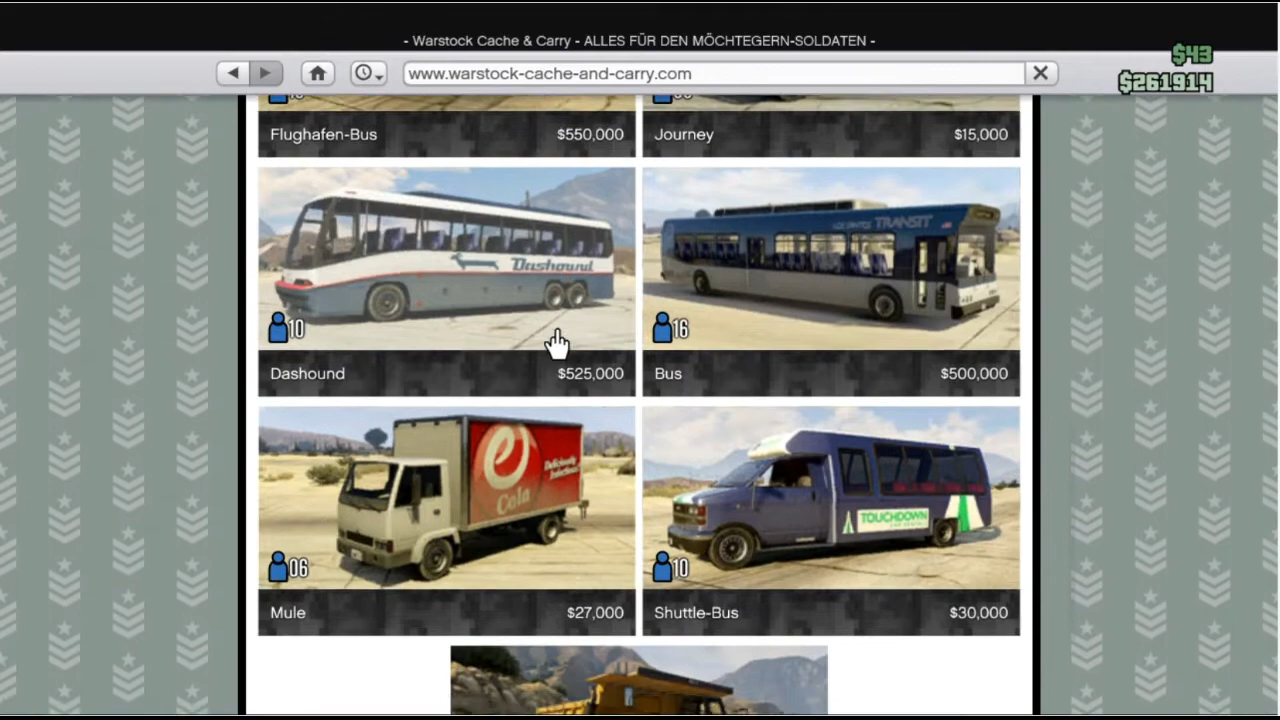 - Warstock Cache & Carry - ALLES FÜR DEN MÖCHTEGERN-SOLDATEN -
$43
www.warstock-cache-and-carry.com
$261914
Flughafen-Bus $550,000
Journey $15,000
Dashound
TRANSIT
10
16
Dashound $525,000
Bus $500,000
e
Deliciously
Infectious!
Cola
TOUCHDOWN
06
10
Mule $27,000
Shuttle-Bus $30,000